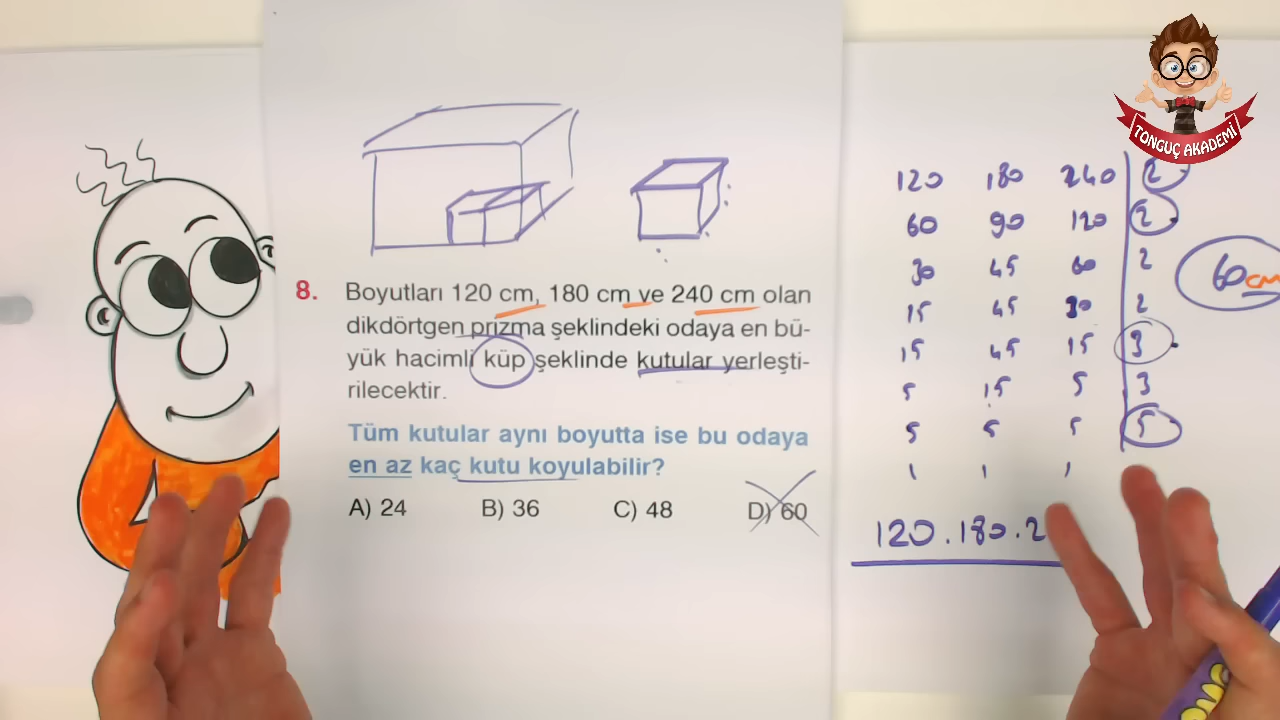 TONGUÇ AKADEMİ
8. Boyutları 120 cm, 180 cm ve 240 cm olan
dikdörtgen prizma şeklindeki odaya en bü-
yük hacimli küp şeklinde kutular yerleşti-
rilecektir.
Tüm kutular aynı boyutta ise bu odaya
en az kaç kutu koyulabilir?
A) 24 B) 36 C) 48 D) 60
120 180 240 2
60 90 120 2
30 45 60 2
15 45 30 2
15 45 15 3
5 15 5 3
5 5 5 5
1 1 1
60 cm
120.180.2